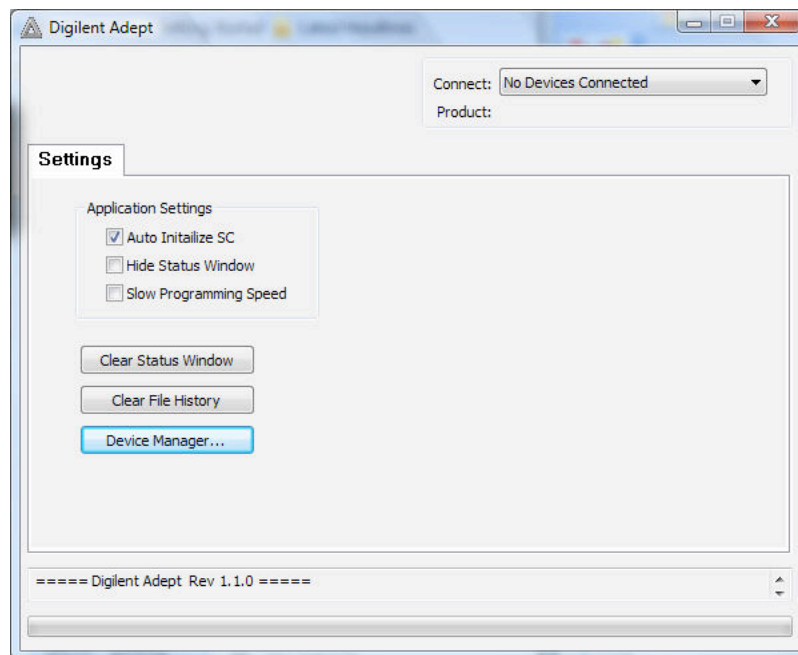 Digilent Adept
Connect: No Devices Connected
Product:
Settings
Application Settings
Auto Initailize SC
Hide Status Window
Slow Programming Speed
Clear Status Window
Clear File History
Device Manager...
===== Digilent Adept Rev 1.1.0 =====